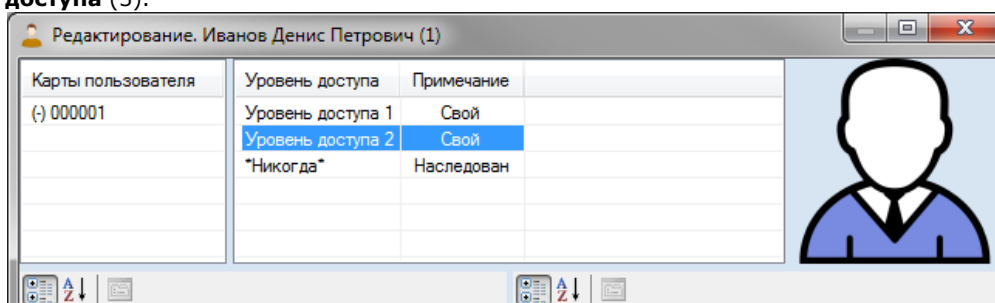 доступа (5).
Редактирование. Иванов Денис Петрович (1)
Карты пользователя Уровень доступа Примечание
(-) 000001 Уровень доступа 1 Свой
Уровень доступа 2 Свой
*Никогда* Наследован